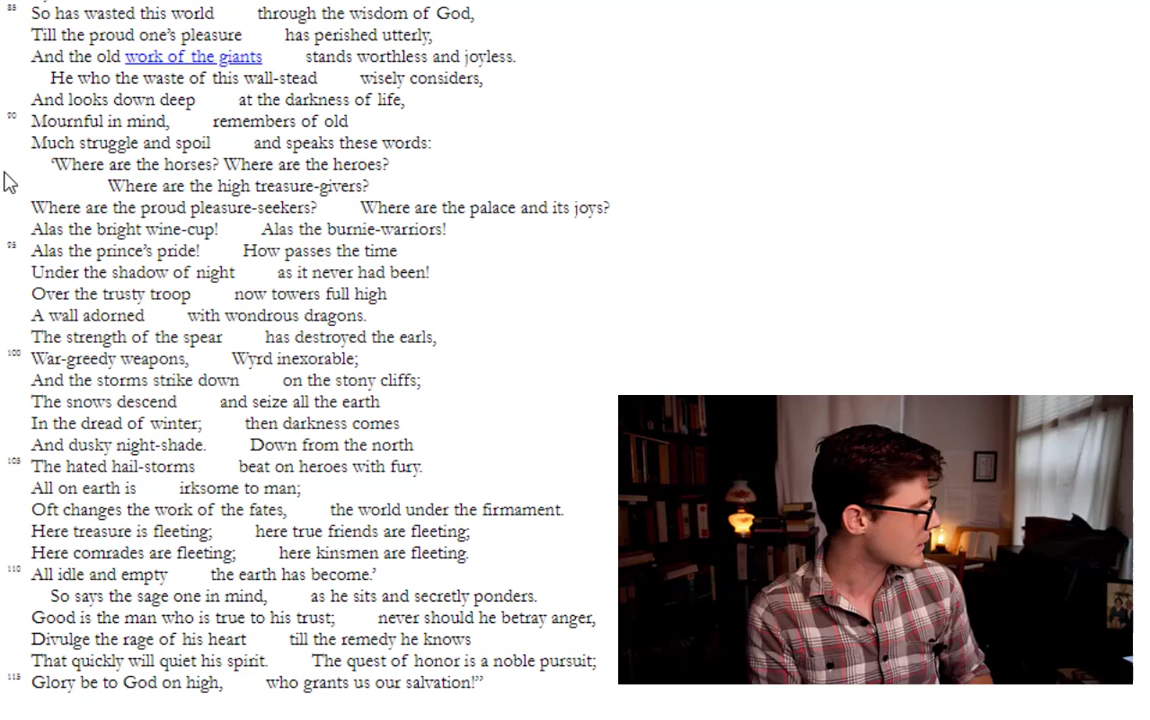 85 So has wasted this world through the wisdom of God,
Till the proud one's pleasure has perished utterly,
And the old work of the giants stands worthless and joyless.
He who the waste of this wall-stead wisely considers,
And looks down deep at the darkness of life,
90 Mournful in mind, remembers of old
Much struggle and spoil and speaks these words:
'Where are the horses? Where are the heroes?
Where are the high treasure-givers?
Where are the proud pleasure-seekers? Where are the palace and its joys?
Alas the bright wine-cup! Alas the burnie-warriors!
95 Alas the prince's pride! How passes the time
Under the shadow of night as it never had been!
Over the trusty troop now towers full high
A wall adorned with wondrous dragons.
The strength of the spear has destroyed the earls,
100 War-greedy weapons, Wyrd inexorable;
And the storms strike down on the stony cliffs;
The snows descend and seize all the earth
In the dread of winter; then darkness comes
And dusky night-shade. Down from the north
105 The hated hail-storms beat on heroes with fury.
All on earth is irksome to man;
Oft changes the work of the fates, the world under the firmament.
Here treasure is fleeting; here true friends are fleeting;
Here comrades are fleeting; here kinsmen are fleeting.
110 All idle and empty the earth has become.'
So says the sage one in mind, as he sits and secretly ponders.
Good is the man who is true to his trust; never should he betray anger,
Divulge the rage of his heart till the remedy he knows
That quickly will quiet his spirit. The quest of honor is a noble pursuit;
115 Glory be to God on high, who grants us our salvation!"